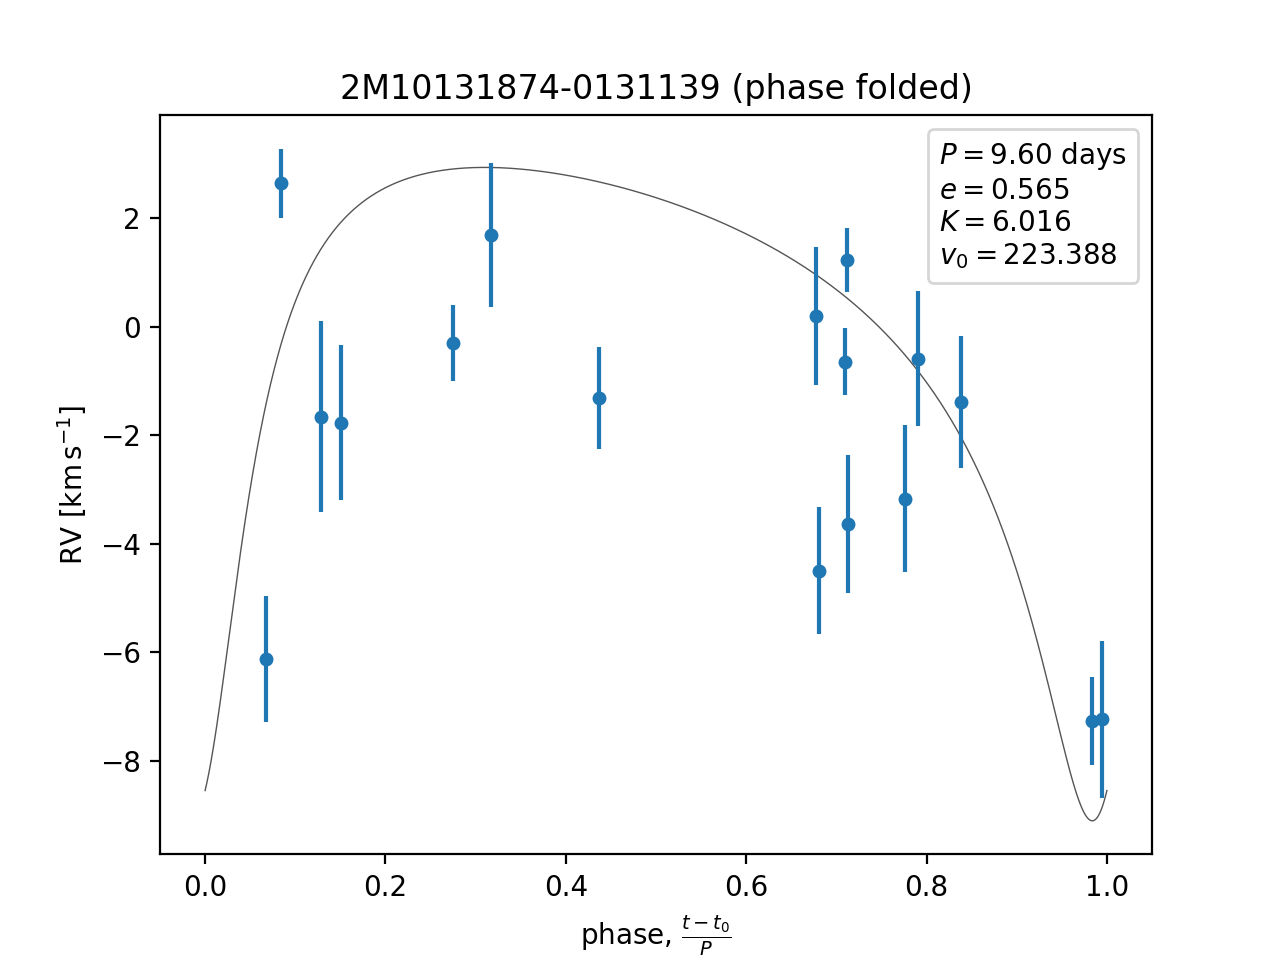 2M10131874-0131139 (phase folded)
P = 9.60 days
e = 0.565
K = 6.016
v₀ = 223.388
RV [km s⁻¹]
2
0
−2
−4
−6
−8
0.0 0.2 0.4 0.6 0.8 1.0
phase, (t − t₀)/P